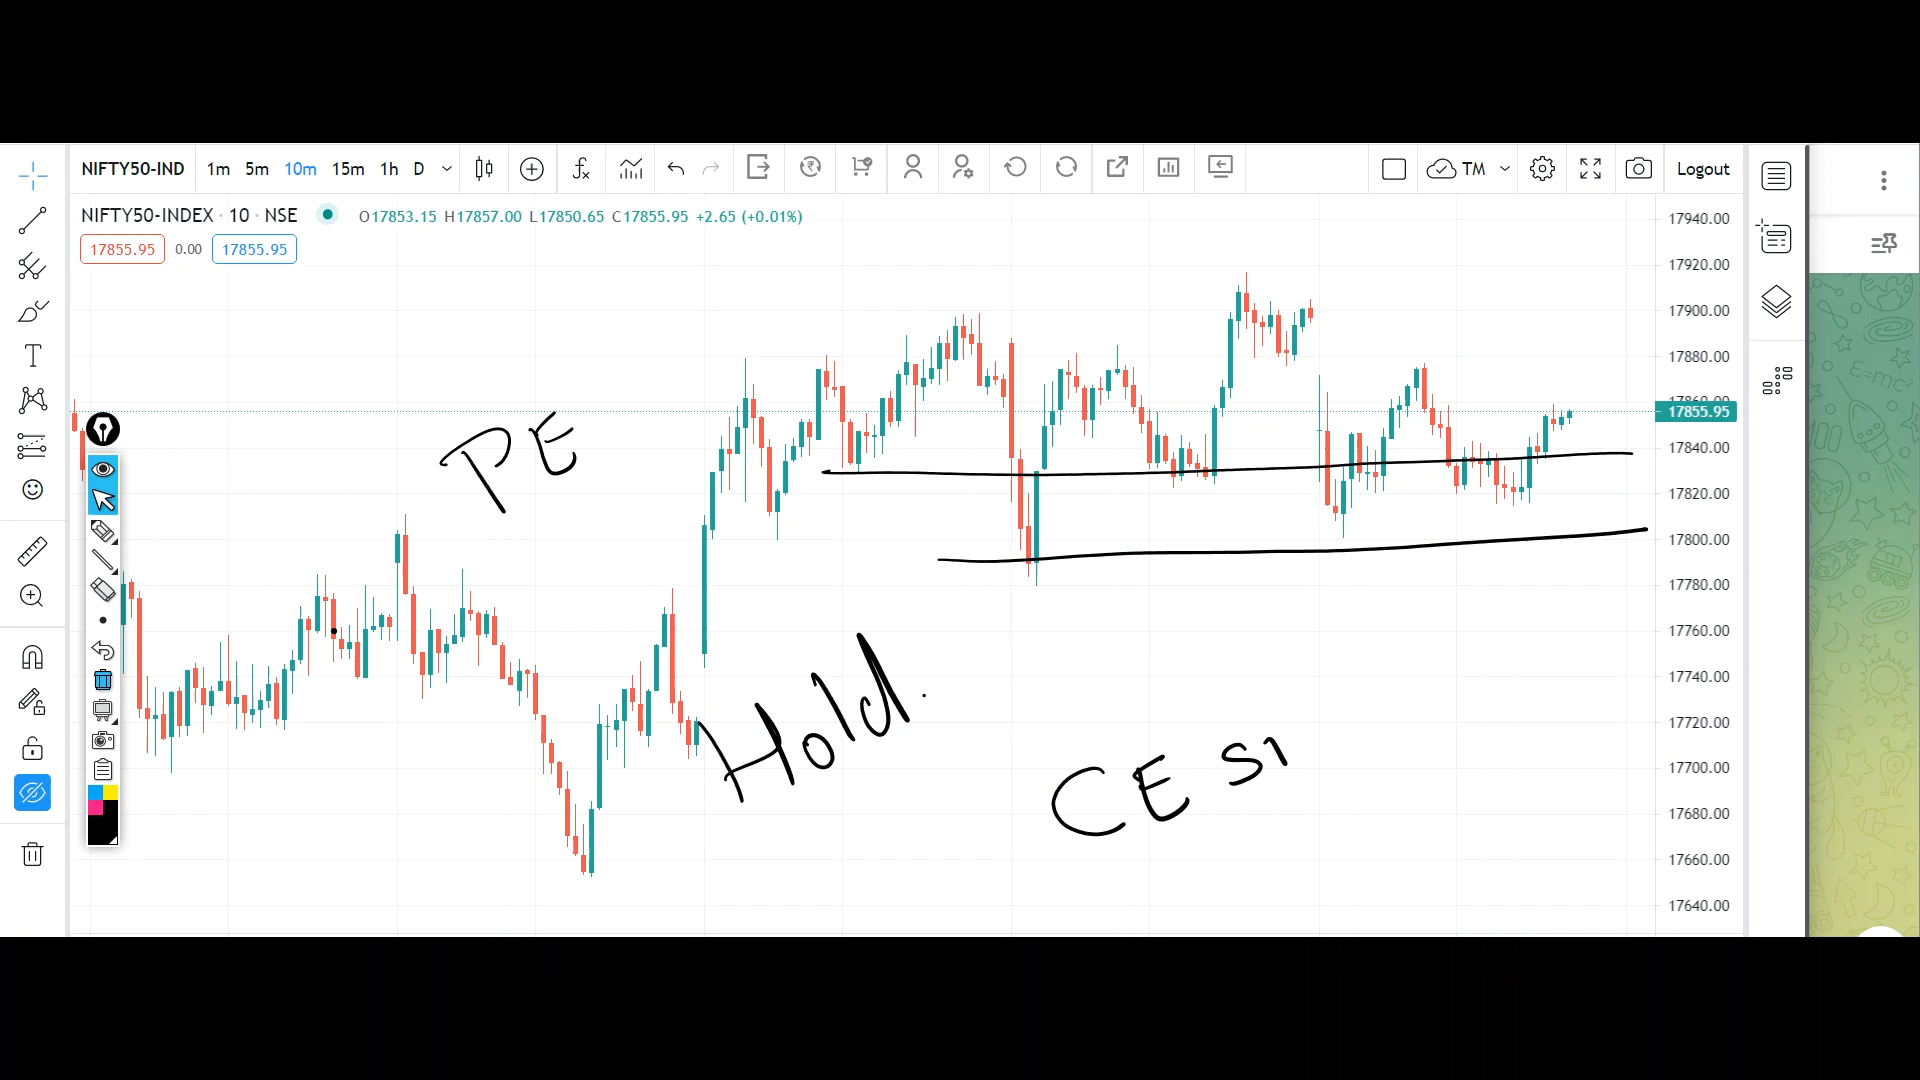 NIFTY50-IND 1m 5m 10m 15m 1h D TM Logout
NIFTY50-INDEX · 10 · NSE O17853.15 H17857.00 L17850.65 C17855.95 +2.65 (+0.01%)
17855.95 0.00 17855.95
17940.00
17920.00
17900.00
17880.00
17860.00
17855.95
17840.00
17820.00
17800.00
17780.00
17760.00
17740.00
17720.00
17700.00
17680.00
17660.00
17640.00
PE
Hold.
CE